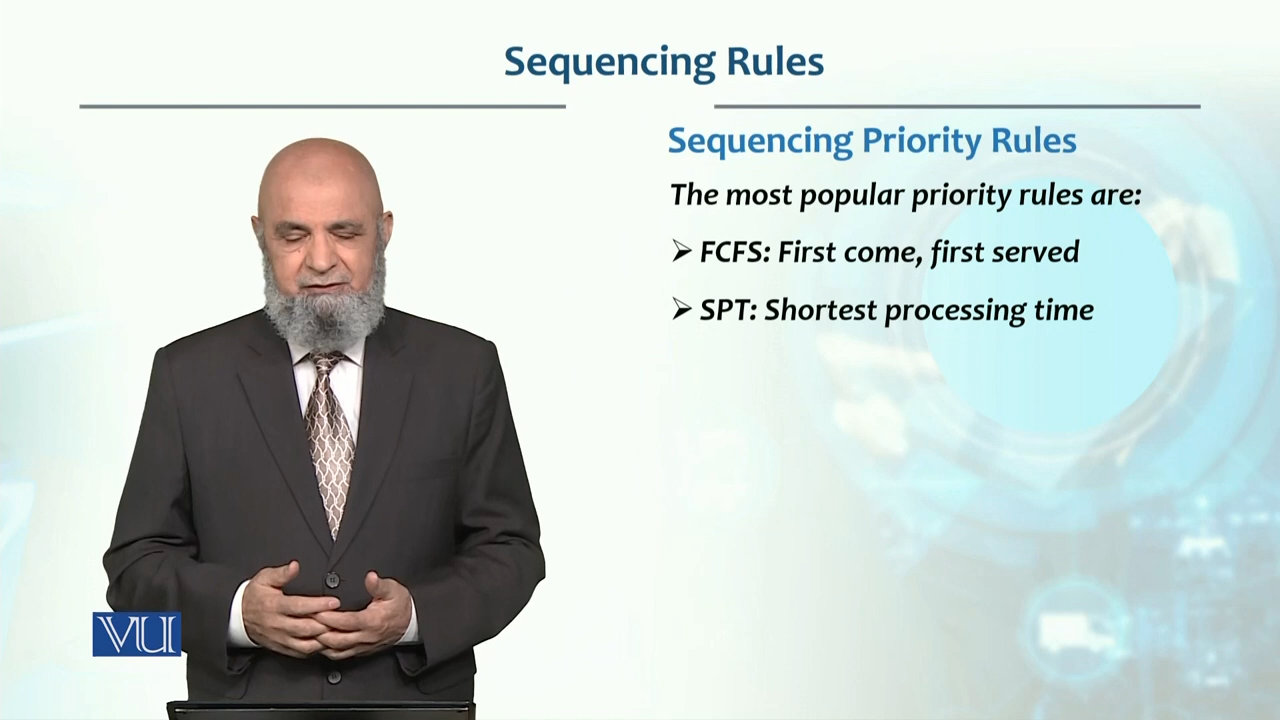 Sequencing Rules
Sequencing Priority Rules
The most popular priority rules are:
➢ FCFS: First come, first served
➢ SPT: Shortest processing time
VU